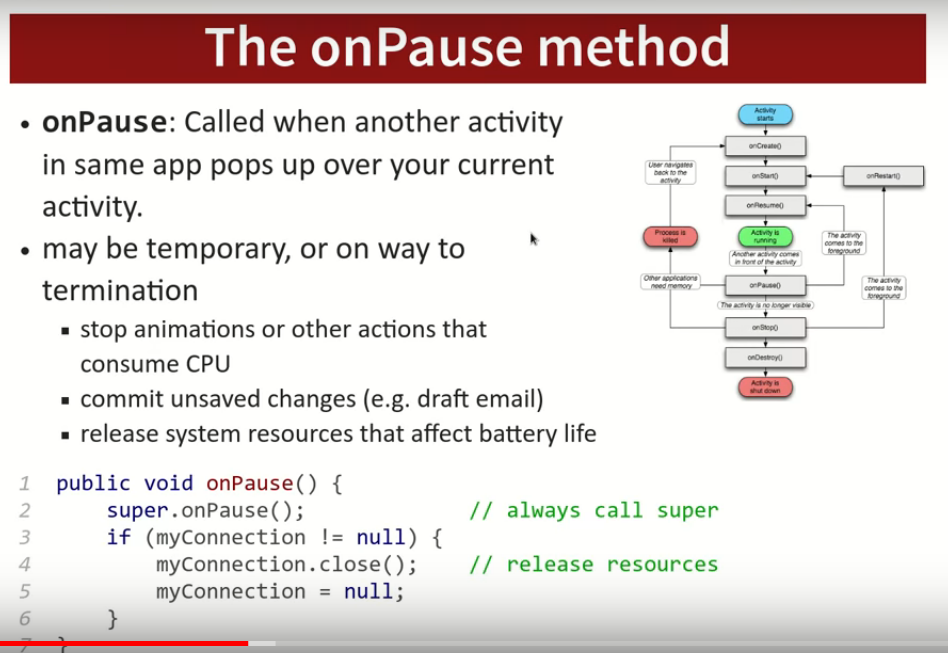 The onPause method
• onPause: Called when another activity
in same app pops up over your current
activity.
• may be temporary, or on way to
termination
▪ stop animations or other actions that
consume CPU
▪ commit unsaved changes (e.g. draft email)
▪ release system resources that affect battery life
Activity
starts
onCreate()
User navigates
back to the
activity
onStart()
onRestart()
onResume()
Process is
killed
Activity is
running
The activity
comes to the
foreground
Another activity comes
in front of the activity
Other applications
need memory
onPause()
The activity
comes to the
foreground
The activity is no longer visible
onStop()
onDestroy()
Activity is
shut down
1 public void onPause() {
2 super.onPause(); // always call super
3 if (myConnection != null) {
4 myConnection.close(); // release resources
5 myConnection = null;
6 }
7 }